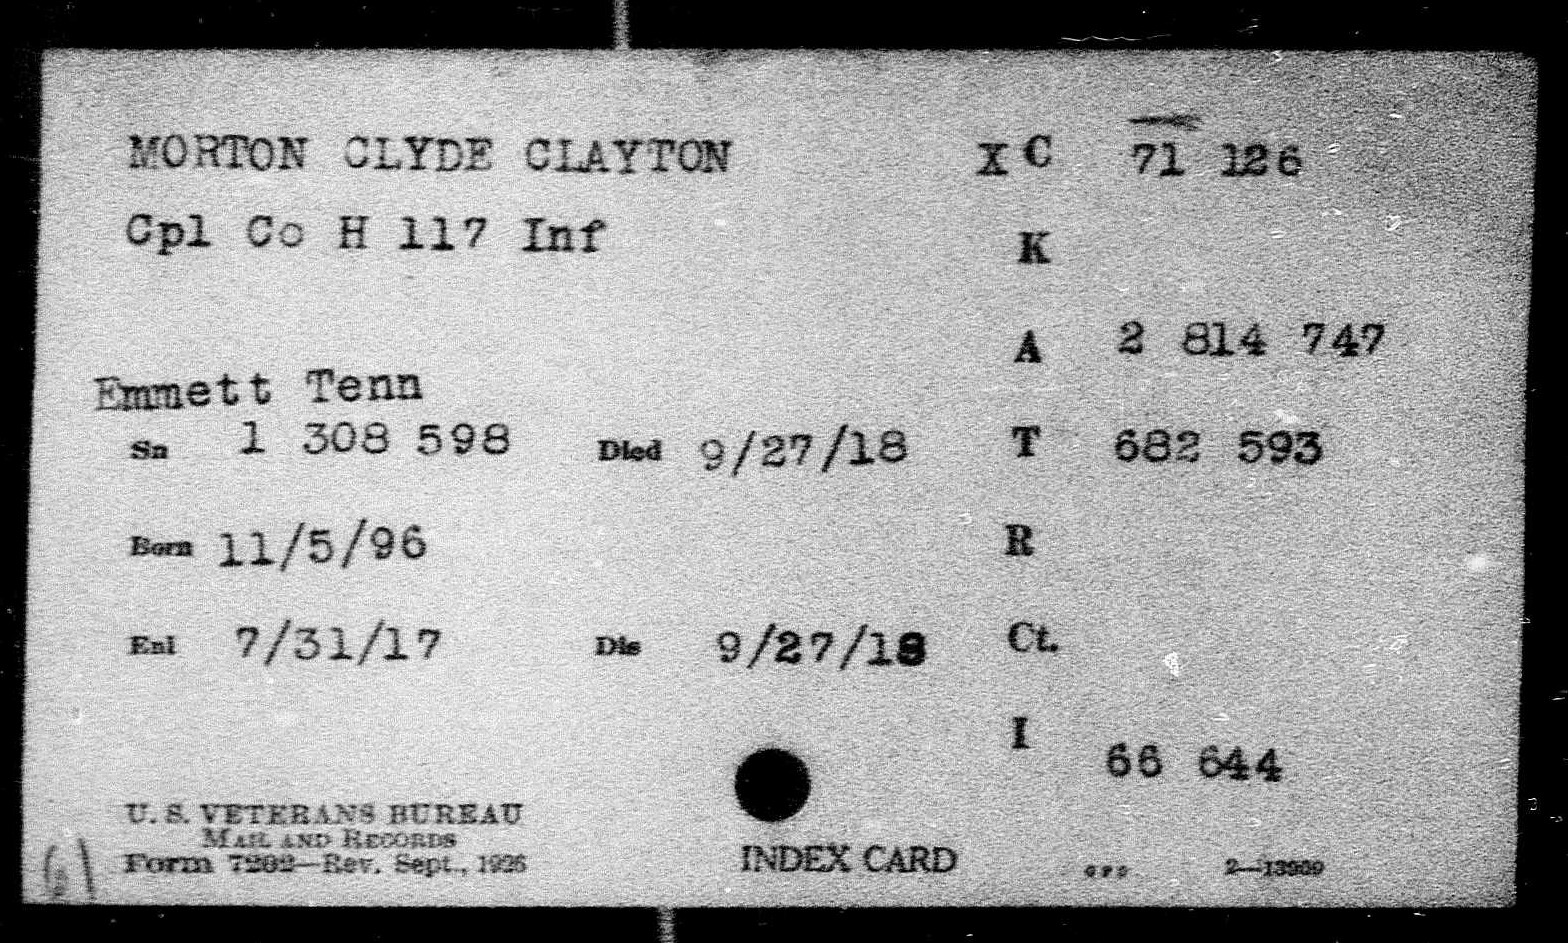 MORTON CLYDE CLAYTON XC 71 126
Cpl Co H 117 Inf K
A 2 814 747
Emmett Tenn
Sn 1 308 598 Died 9/27/18 T 682 593
Born 11/5/96 R
Enl 7/31/17 Dis 9/27/18 Ct.
I 66 644
U. S. VETERANS BUREAU
MAIL AND RECORDS
Form 7202—Rev. Sept., 1926 INDEX CARD GPO